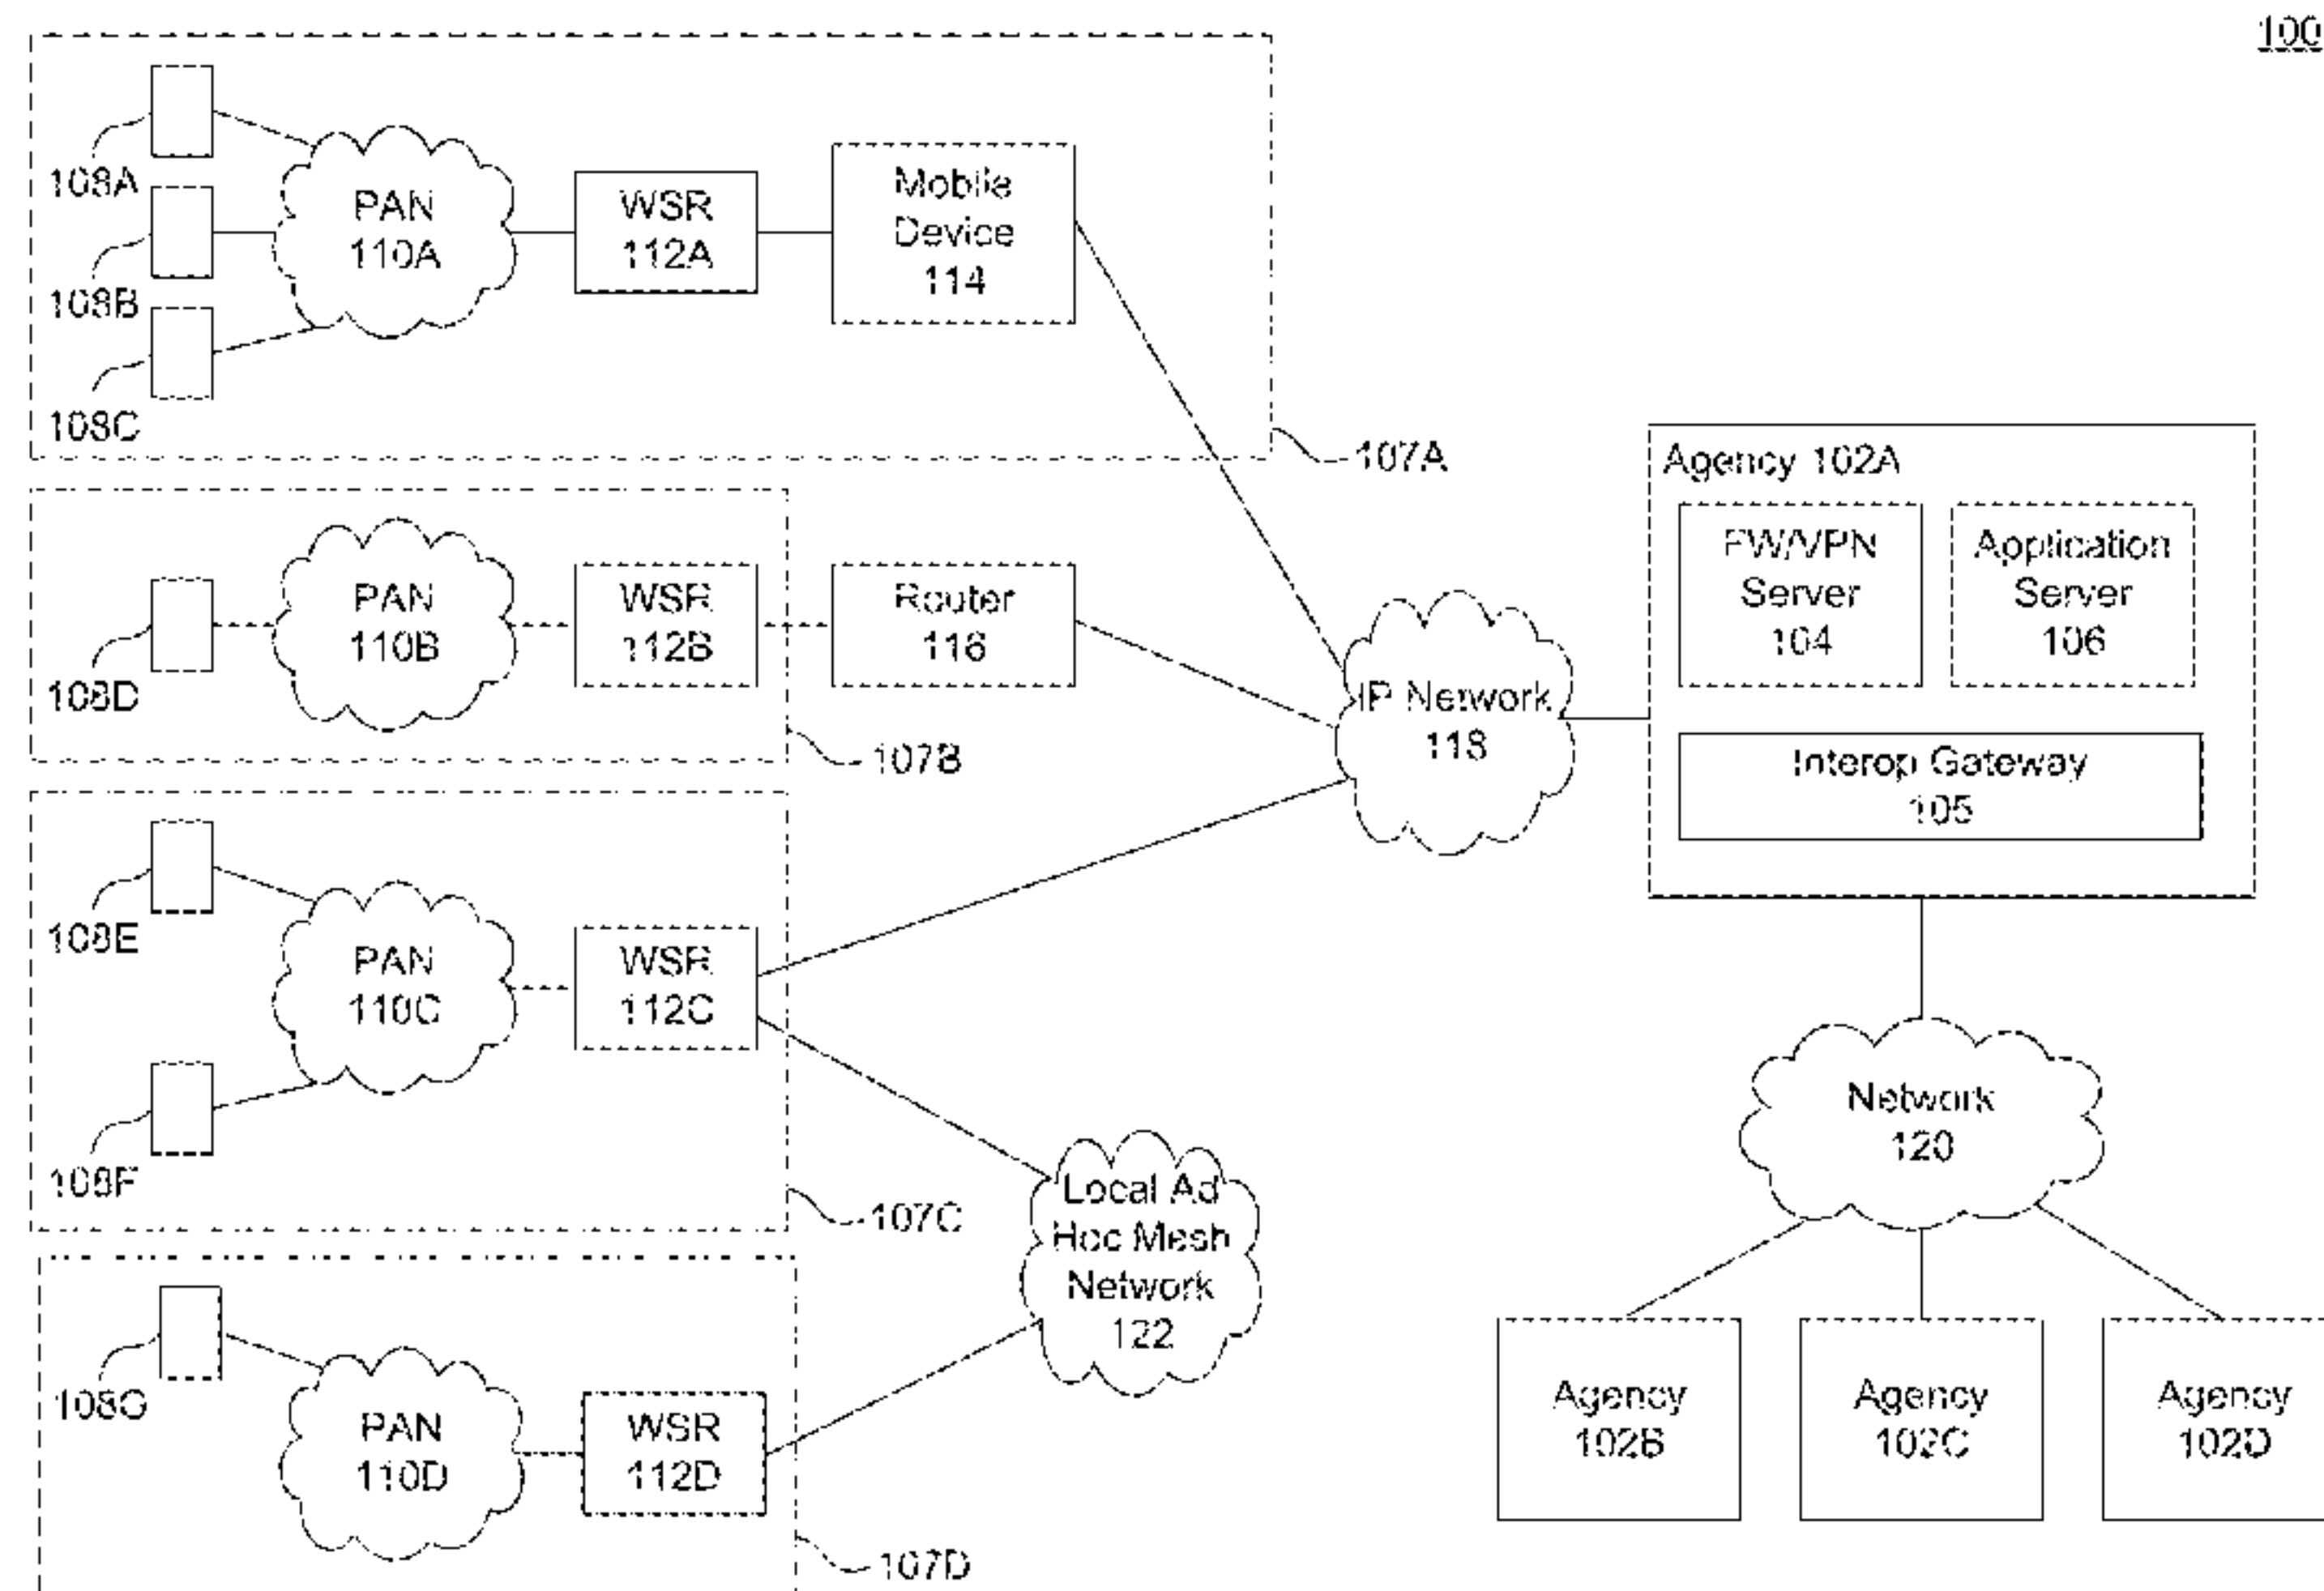 100
108A
108B
108C
PAN
110A
WSR
112A
Mobile
Device
114
107A
108D
PAN
110B
WSR
112B
Router
116
107B
108E
108F
PAN
110C
WSR
112C
107C
108G
PAN
110D
WSR
112D
107D
Local Ad
Hoc Mesh
Network
122
IP Network
118
Agency 102A
FW/VPN
Server
104
Application
Server
106
Interop Gateway
105
Network
120
Agency
102B
Agency
102C
Agency
102D